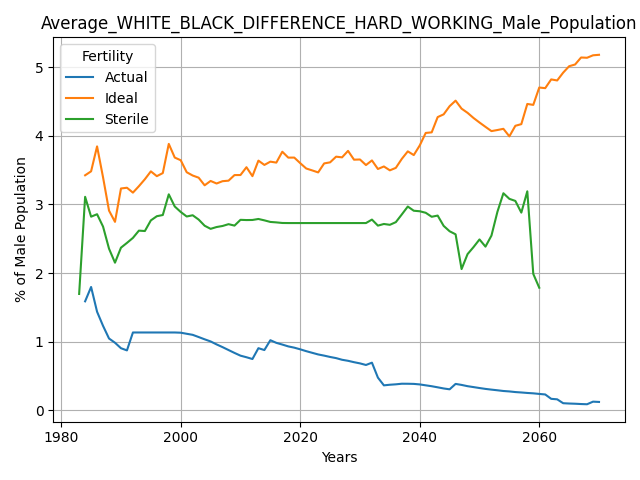 Average_WHITE_BLACK_DIFFERENCE_HARD_WORKING_Male_Population
Fertility
Actual
Ideal
Sterile
% of Male Population
5
4
3
2
1
0
1980 2000 2020 2040 2060
Years